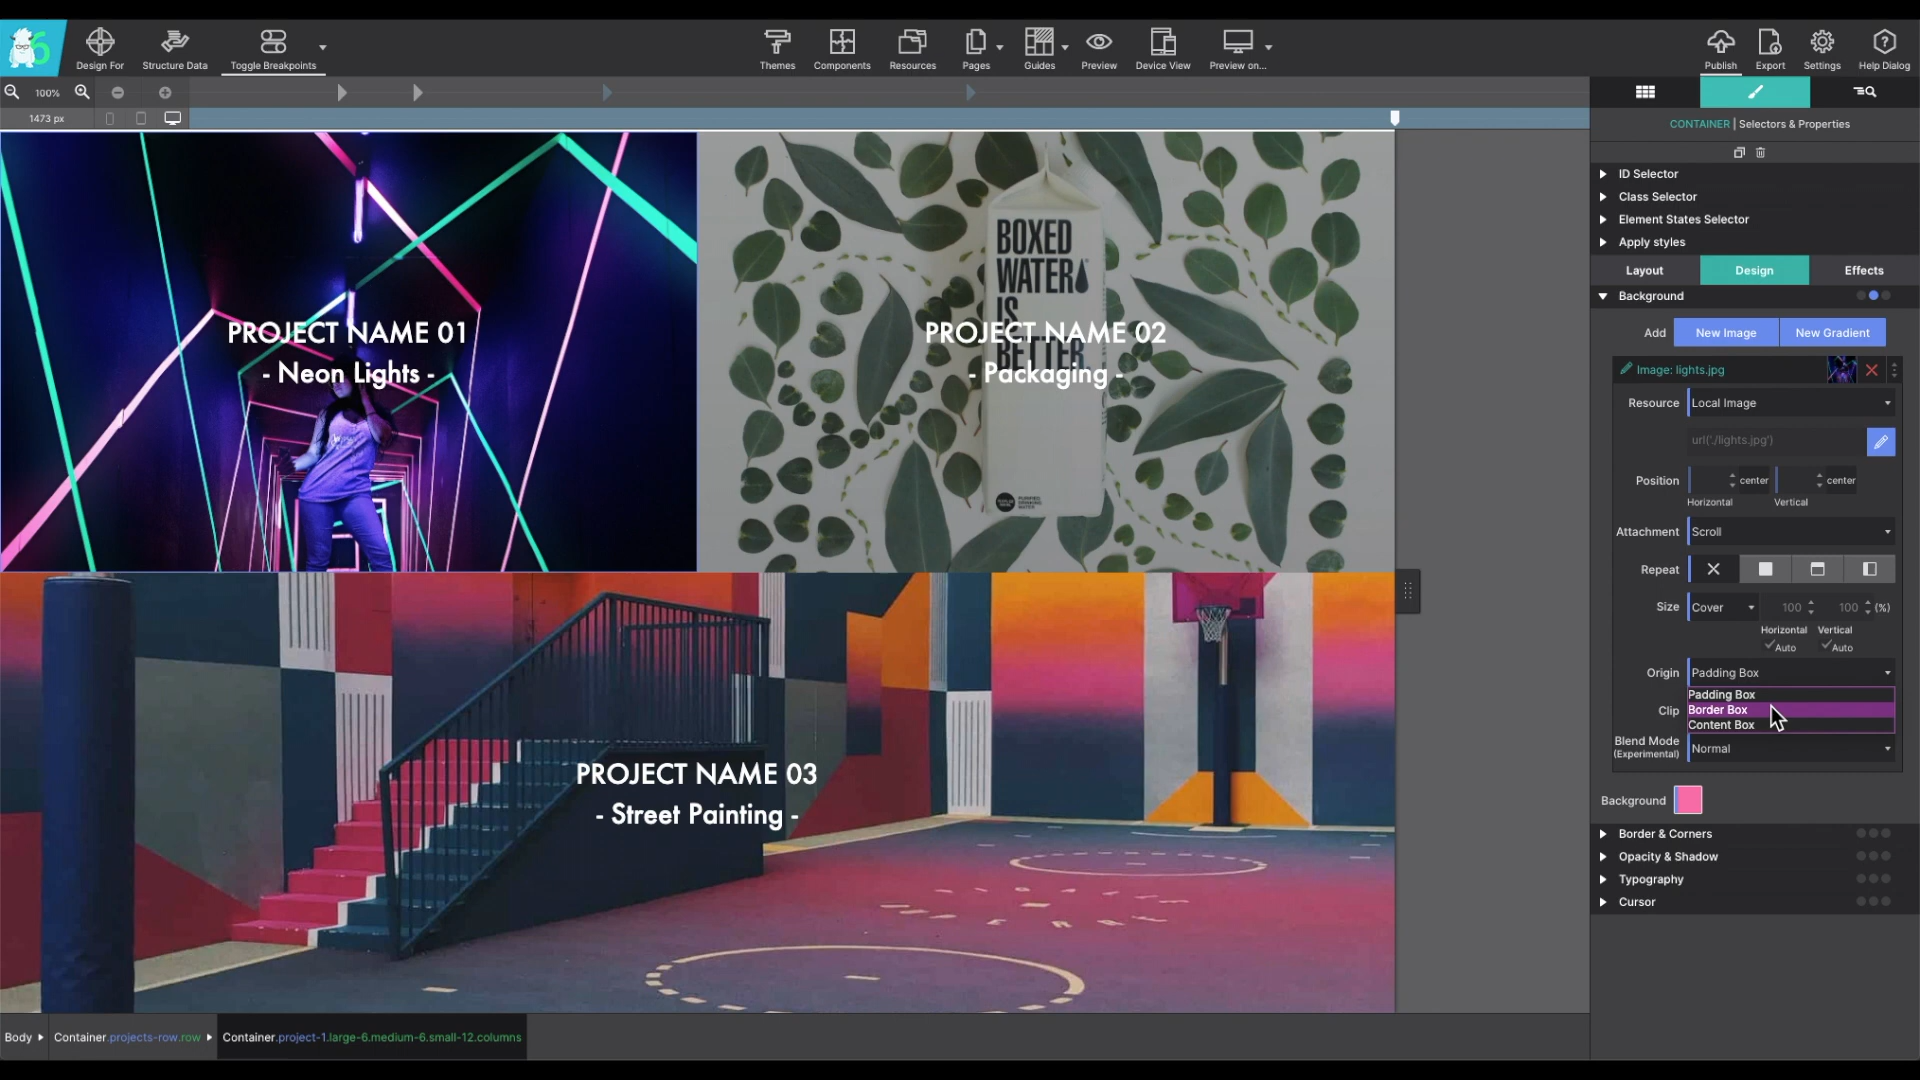 6
Design For
Structure Data
Toggle Breakpoints
Themes
Components
Resources
Pages
Guides
Preview
Device View
Preview on...
Publish
Export
Settings
Help Dialog
100%
1473 px
CONTAINER | Selectors & Properties
ID Selector
Class Selector
Element States Selector
Apply styles
Layout
Design
Effects
Background
Add
New Image
New Gradient
Image: lights.jpg
Resource
Local Image
url('./lights.jpg')
Position
center
center
Horizontal
Vertical
Attachment
Scroll
Repeat
Size
Cover
100
100
(%)
Horizontal
Vertical
Auto
Auto
Origin
Padding Box
Padding Box
Border Box
Content Box
Clip
Blend Mode
(Experimental)
Normal
Background
Border & Corners
Opacity & Shadow
Typography
Cursor
PROJECT NAME 01
- Neon Lights -
BOXED
WATER
IS
BETTER
PROJECT NAME 02
- Packaging -
PROJECT NAME 03
- Street Painting -
Body
Container.projects-row.row
Container.project-1.large-6.medium-6.small-12.columns